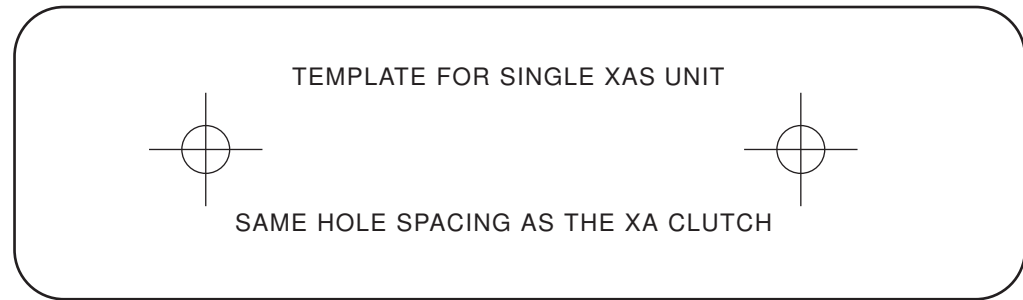 TEMPLATE FOR SINGLE XAS UNIT
SAME HOLE SPACING AS THE XA CLUTCH